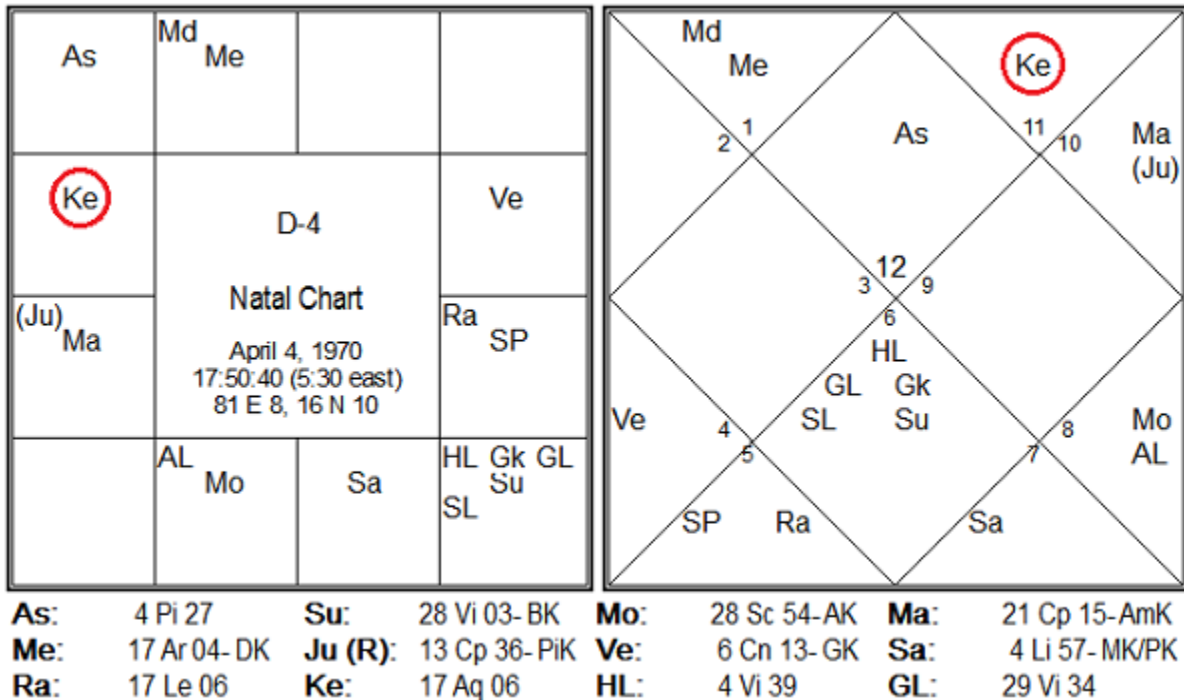 As
Md
Me
Ke
Ve
D-4
Natal Chart
April 4, 1970
17:50:40 (5:30 east)
81 E 8, 16 N 10
(Ju)
Ma
Ra
SP
AL
Mo
Sa
HL Gk GL
Su
SL
Md
Me
Ke
As
2 1
11 10
Ma
(Ju)
12
3 9
6
HL
GL Gk
SL Su
Ve
4
5
8
7
Mo
AL
SP Ra
Sa
As: 4 Pi 27 Su: 28 Vi 03- BK Mo: 28 Sc 54- AK Ma: 21 Cp 15- AmK
Me: 17 Ar 04- DK Ju (R): 13 Cp 36- PiK Ve: 6 Cn 13- GK Sa: 4 Li 57- MK/PK
Ra: 17 Le 06 Ke: 17 Aq 06 HL: 4 Vi 39 GL: 29 Vi 34